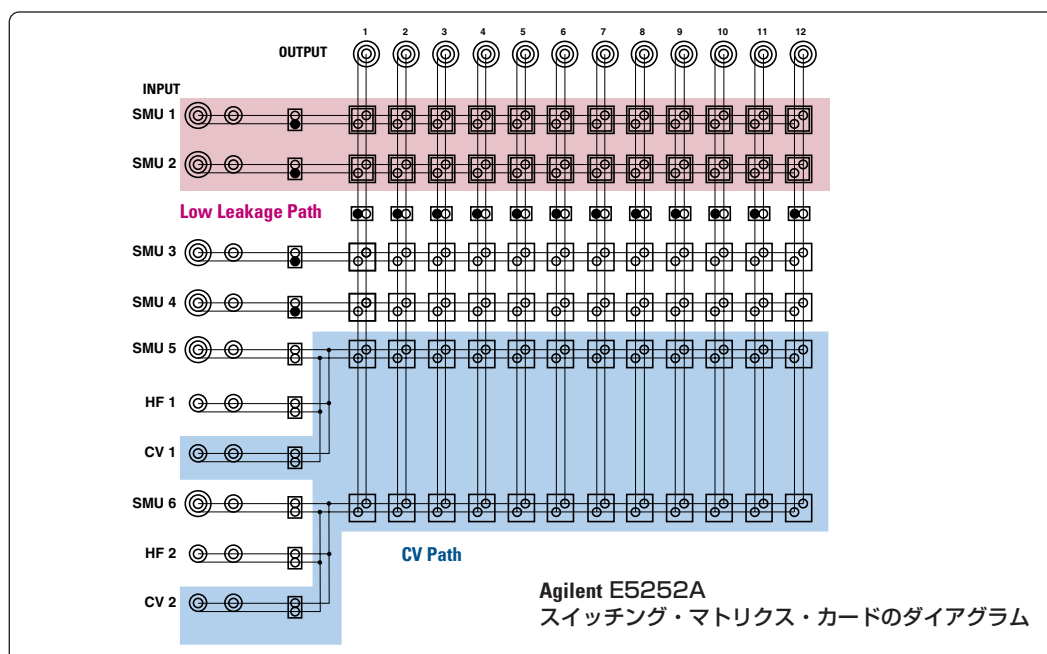 1 2 3 4 5 6 7 8 9 10 11 12
OUTPUT
INPUT
SMU 1
SMU 2
Low Leakage Path
SMU 3
SMU 4
SMU 5
HF 1
CV 1
SMU 6
HF 2
CV Path
CV 2
Agilent E5252A
スイッチング・マトリクス・カードのダイアグラム